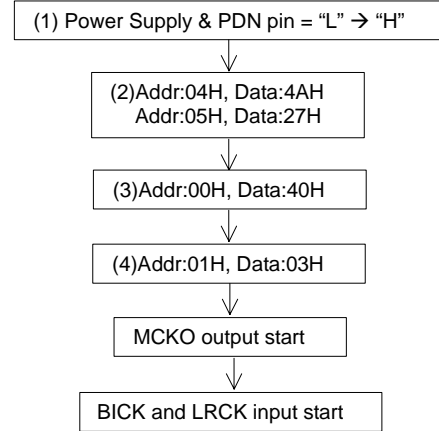 (1) Power Supply & PDN pin = “L” → “H”
(2)Addr:04H, Data:4AH
Addr:05H, Data:27H
(3)Addr:00H, Data:40H
(4)Addr:01H, Data:03H
MCKO output start
BICK and LRCK input start